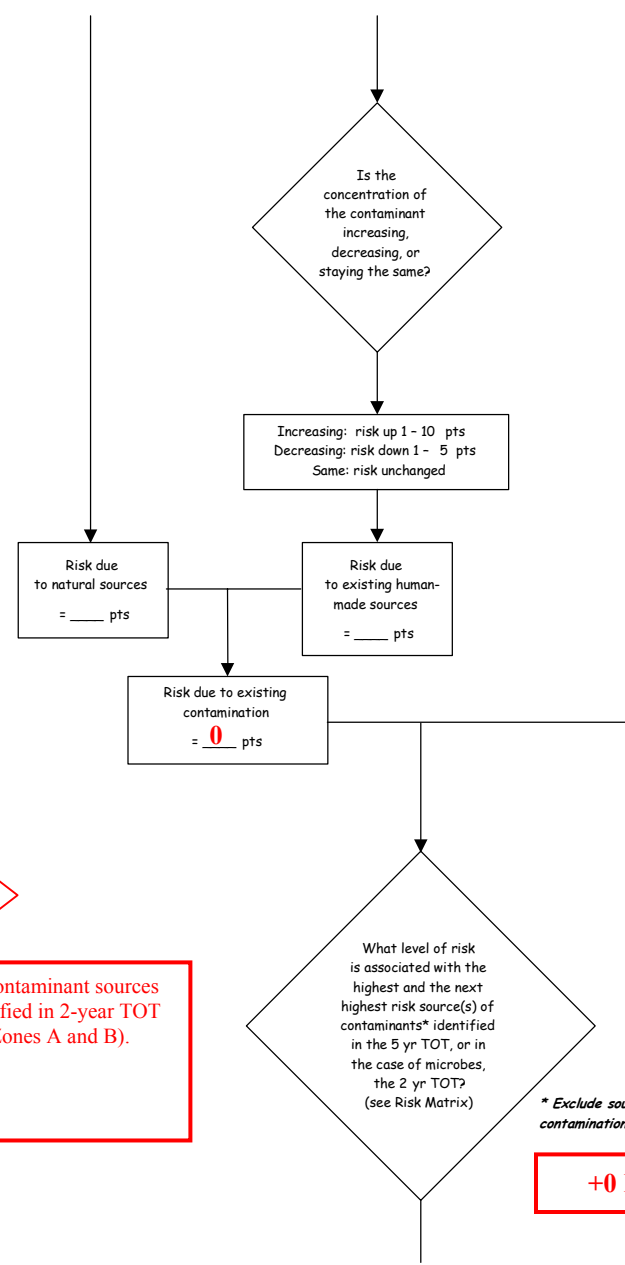 Is the
concentration of
the contaminant
increasing,
decreasing, or
staying the same?
Increasing: risk up 1 – 10 pts
Decreasing: risk down 1 – 5 pts
Same: risk unchanged
Risk due
to natural sources
= ____ pts
Risk due
to existing human-
made sources
= ____ pts
Risk due to existing
contamination
= __0__ pts
ontaminant sources
fied in 2-year TOT
ones A and B).
What level of risk
is associated with the
highest and the next
highest risk source(s) of
contaminants* identified
in the 5 yr TOT, or in
the case of microbes,
the 2 yr TOT?
(see Risk Matrix)
* Exclude sou
contamination
+0